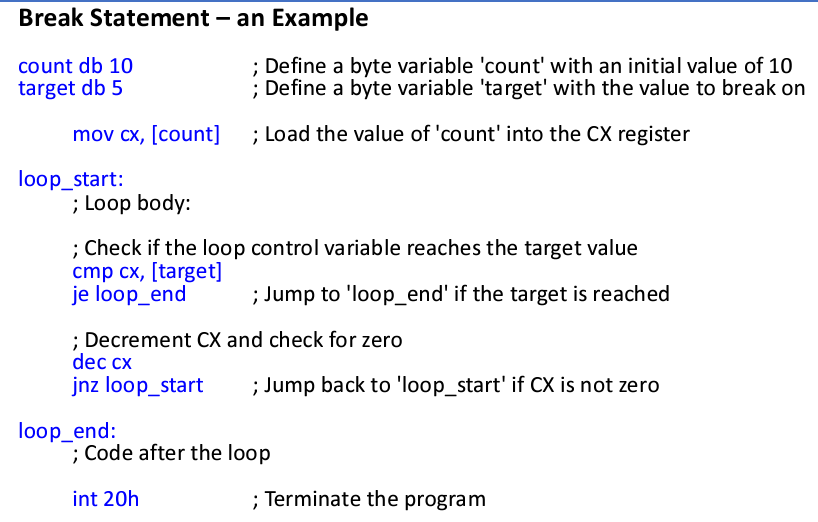 Break Statement – an Example
count db 10 ; Define a byte variable 'count' with an initial value of 10
target db 5 ; Define a byte variable 'target' with the value to break on
mov cx, [count] ; Load the value of 'count' into the CX register
loop_start:
; Loop body:
; Check if the loop control variable reaches the target value
cmp cx, [target]
je loop_end ; Jump to 'loop_end' if the target is reached
; Decrement CX and check for zero
dec cx
jnz loop_start ; Jump back to 'loop_start' if CX is not zero
loop_end:
; Code after the loop
int 20h ; Terminate the program